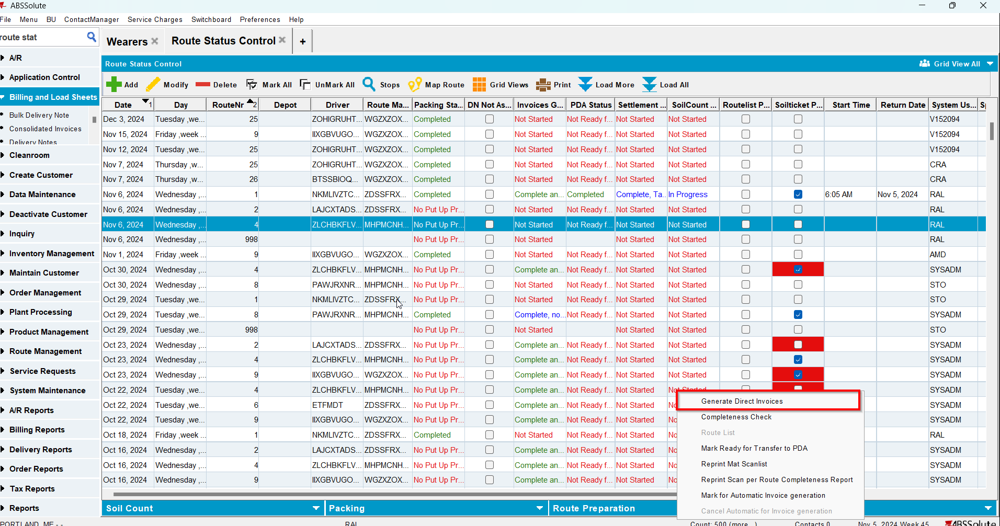 ABSSolute
File Menu BU ContactManager Service Charges Switchboard Preferences Help
route stat
Wearers Route Status Control +
A/R
Application Control
Billing and Load Sheets
Bulk Delivery Note
Consolidated Invoices
Delivery Notes
Cleanroom
Create Customer
Data Maintenance
Deactivate Customer
Inquiry
Inventory Management
Maintain Customer
Order Management
Plant Processing
Product Management
Route Management
Service Requests
System Maintenance
A/R Reports
Billing Reports
Delivery Reports
Order Reports
Tax Reports
Reports
Route Status Control Grid View All
Add Modify Delete Mark All UnMark All Stops Map Route Grid Views Print Load More Load All
Date 1 Day RouteNr 2 Depot Driver Route Ma... Packing Sta... DN Not As... Invoices G... PDA Status Settlement ... SoilCount ... Routelist P... Soilticket P... Start Time Return Date System Us...
Dec 3, 2024 Tuesday ,we... 25 ZOHIGRUHT... WGZXZOX... Completed Not Started Not Ready f... Not Started Not Started V152094
Nov 15, 2024 Friday ,week ... 9 IIXGBVUGO... WGZXZOX... Completed Not Started Not Ready f... Not Started Not Started V152094
Nov 12, 2024 Tuesday ,we... 25 ZOHIGRUHT... WGZXZOX... Completed Not Started Not Ready f... Not Started Not Started V152094
Nov 7, 2024 Thursday ,w... 25 ZOHIGRUHT... WGZXZOX... Completed Not Started Not Ready f... Not Started Not Started CRA
Nov 7, 2024 Thursday ,w... 26 BTSSBIOQ... WGZXZOX... Completed Not Started Not Ready f... Not Started Not Started CRA
Nov 6, 2024 Wednesday ,... 1 NKMLIVZTC... ZDSSFRX... Completed Complete an... Completed Complete, Ta... In Progress 6:05 AM Nov 5, 2024 RAL
Nov 6, 2024 Wednesday ,... 2 LAJCXTADS... ZDSSFRX... No Put Up Pr... Not Started Not Ready f... Not Started Not Started RAL
Nov 6, 2024 Wednesday ,... 4 ZLCHBKFLV... MHPMCNH... No Put Up Pr... Not Started Not Ready f... Not Started Not Started RAL
Nov 6, 2024 Wednesday ,... 998 No Put Up Pr... Not Started Not Started Not Started RAL
Nov 1, 2024 Friday ,week ... 9 IIXGBVUGO... WGZXZOX... Completed Not Started Not Ready f... Not Started Not Started AMD
Oct 30, 2024 Wednesday ,... 4 ZLCHBKFLV... MHPMCNH... No Put Up Pr... Complete an... Not Ready f... Not Started Not Started SYSADM
Oct 30, 2024 Wednesday ,... 8 PAWJRXNR... MHPMCNH... No Put Up Pr... Not Started Not Ready f... Not Started Not Started STO
Oct 29, 2024 Tuesday ,we... 1 NKMLIVZTC... ZDSSFRX... No Put Up Pr... Not Started Not Ready f... Not Started Not Started STO
Oct 29, 2024 Tuesday ,we... 8 PAWJRXNR... MHPMCNH... Completed Complete, no... Not Ready f... Not Started Not Started SYSADM
Oct 29, 2024 Tuesday ,we... 998 No Put Up Pr... Not Started Not Started Not Started STO
Oct 23, 2024 Wednesday ,... 2 LAJCXTADS... ZDSSFRX... No Put Up Pr... Complete an... Not Ready f... Not Started Not Started SYSADM
Oct 23, 2024 Wednesday ,... 4 ZLCHBKFLV... MHPMCNH... No Put Up Pr... Complete an... Not Ready f... Not Started Not Started SYSADM
Oct 23, 2024 Wednesday ,... 9 IIXGBVUGO... WGZXZOX... No Put Up Pr... Complete an... Not Ready f... Not Started Not Started SYSADM
Oct 22, 2024 Tuesday ,we... 4 ZLCHBKFLV... MHPMCNH... No Put Up Pr... Complete an... Not Ready f... Not Started Not Started SYSADM
Oct 22, 2024 Tuesday ,we... 6 ETFMDT ZDSSFRX... No Put Up Pr... Complete an... Not Ready f... Not Started SYSADM
Oct 22, 2024 Tuesday ,we... 9 IIXGBVUGO... WGZXZOX... No Put Up Pr... Complete an... Not Ready f... Not Started SYSADM
Oct 18, 2024 Friday ,week ... 1 NKMLIVZTC... ZDSSFRX... Completed Not Started Not Ready f... Not Started RAL
Oct 16, 2024 Wednesday ,... 2 LAJCXTADS... ZDSSFRX... No Put Up Pr... Complete an... Not Ready f... Not Started SYSADM
Oct 16, 2024 Wednesday ,... 4 ZLCHBKFLV... MHPMCNH... No Put Up Pr... Complete an... Not Ready f... Not Started SYSADM
Oct 16, 2024 Wednesday ,... 9 IIXGBVUGO... WGZXZOX... No Put Up Pr... Complete an... Not Ready f... Not Started SYSADM
Generate Direct Invoices
Completeness Check
Route List
Mark Ready for Transfer to PDA
Reprint Mat Scanlist
Reprint Scan per Route Completeness Report
Mark for Automatic Invoice generation
Cancel Automatic for Invoice generation
Soil Count Packing Route Preparation
PORTLAND, ME - - RAL Count: 500 (more...) Contacts 0 Nov 5, 2024 Week 45 ABSSolute